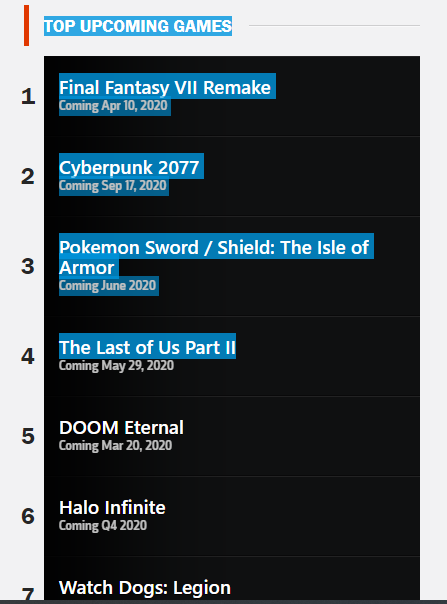 TOP UPCOMING GAMES
1
Final Fantasy VII Remake
Coming Apr 10, 2020
2
Cyberpunk 2077
Coming Sep 17, 2020
3
Pokemon Sword / Shield: The Isle of
Armor
Coming June 2020
4
The Last of Us Part II
Coming May 29, 2020
5
DOOM Eternal
Coming Mar 20, 2020
6
Halo Infinite
Coming Q4 2020
7
Watch Dogs: Legion